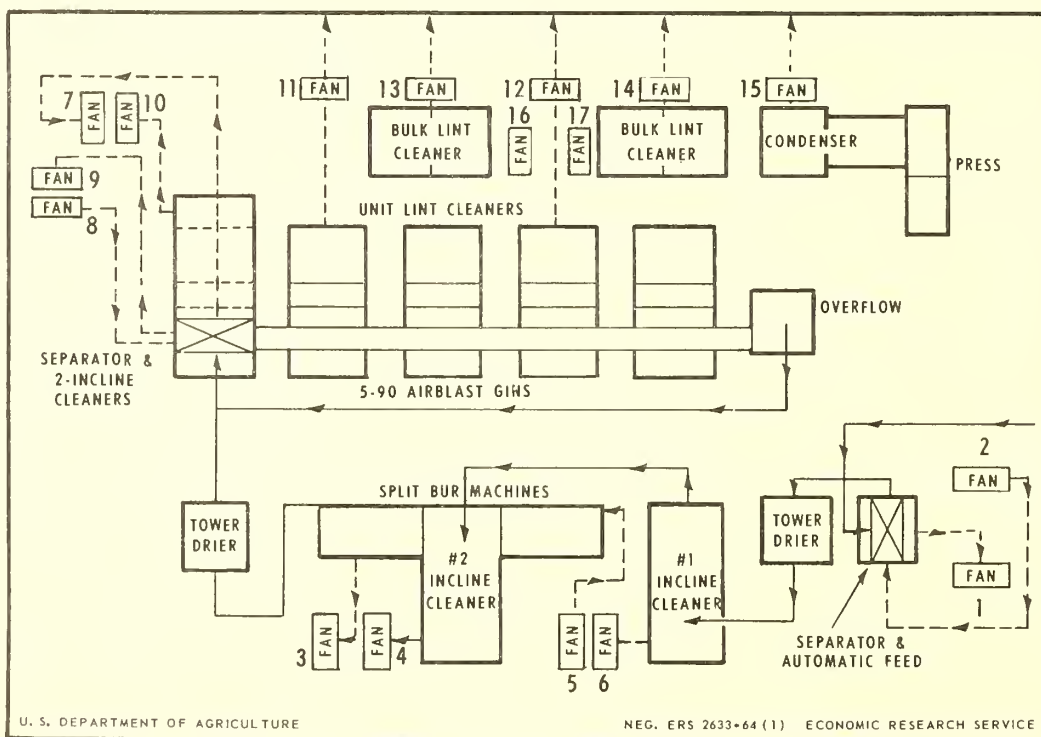 11 FAN
13 FAN
12 FAN
14 FAN
15 FAN
7 FAN
FAN 10
16 FAN
17 FAN
BULK LINT
CLEANER
BULK LINT
CLEANER
CONDENSER
PRESS
FAN 9
FAN 8
UNIT LINT CLEANERS
OVERFLOW
SEPARATOR &
2-INCLINE
CLEANERS
5-90 AIRBLAST GINS
2
FAN
SPLIT BUR MACHINES
TOWER
DRIER
#2
INCLINE
CLEANER
#1
INCLINE
CLEANER
TOWER
DRIER
FAN
1
3 FAN
FAN 4
FAN
5
FAN
6
SEPARATOR &
AUTOMATIC FEED
U. S. DEPARTMENT OF AGRICULTURE
NEG. ERS 2633-64 (1) ECONOMIC RESEARCH SERVICE